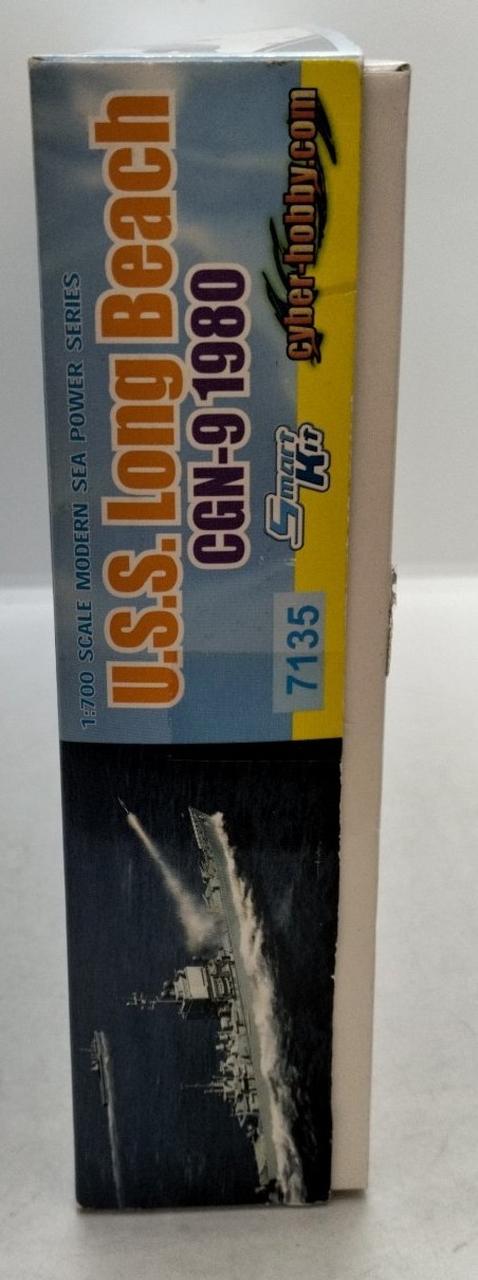 1:700 SCALE MODERN SEA POWER SERIES
U.S.S. Long Beach
CGN-9 1980
7135
Smart Kit
cyber-hobby.com